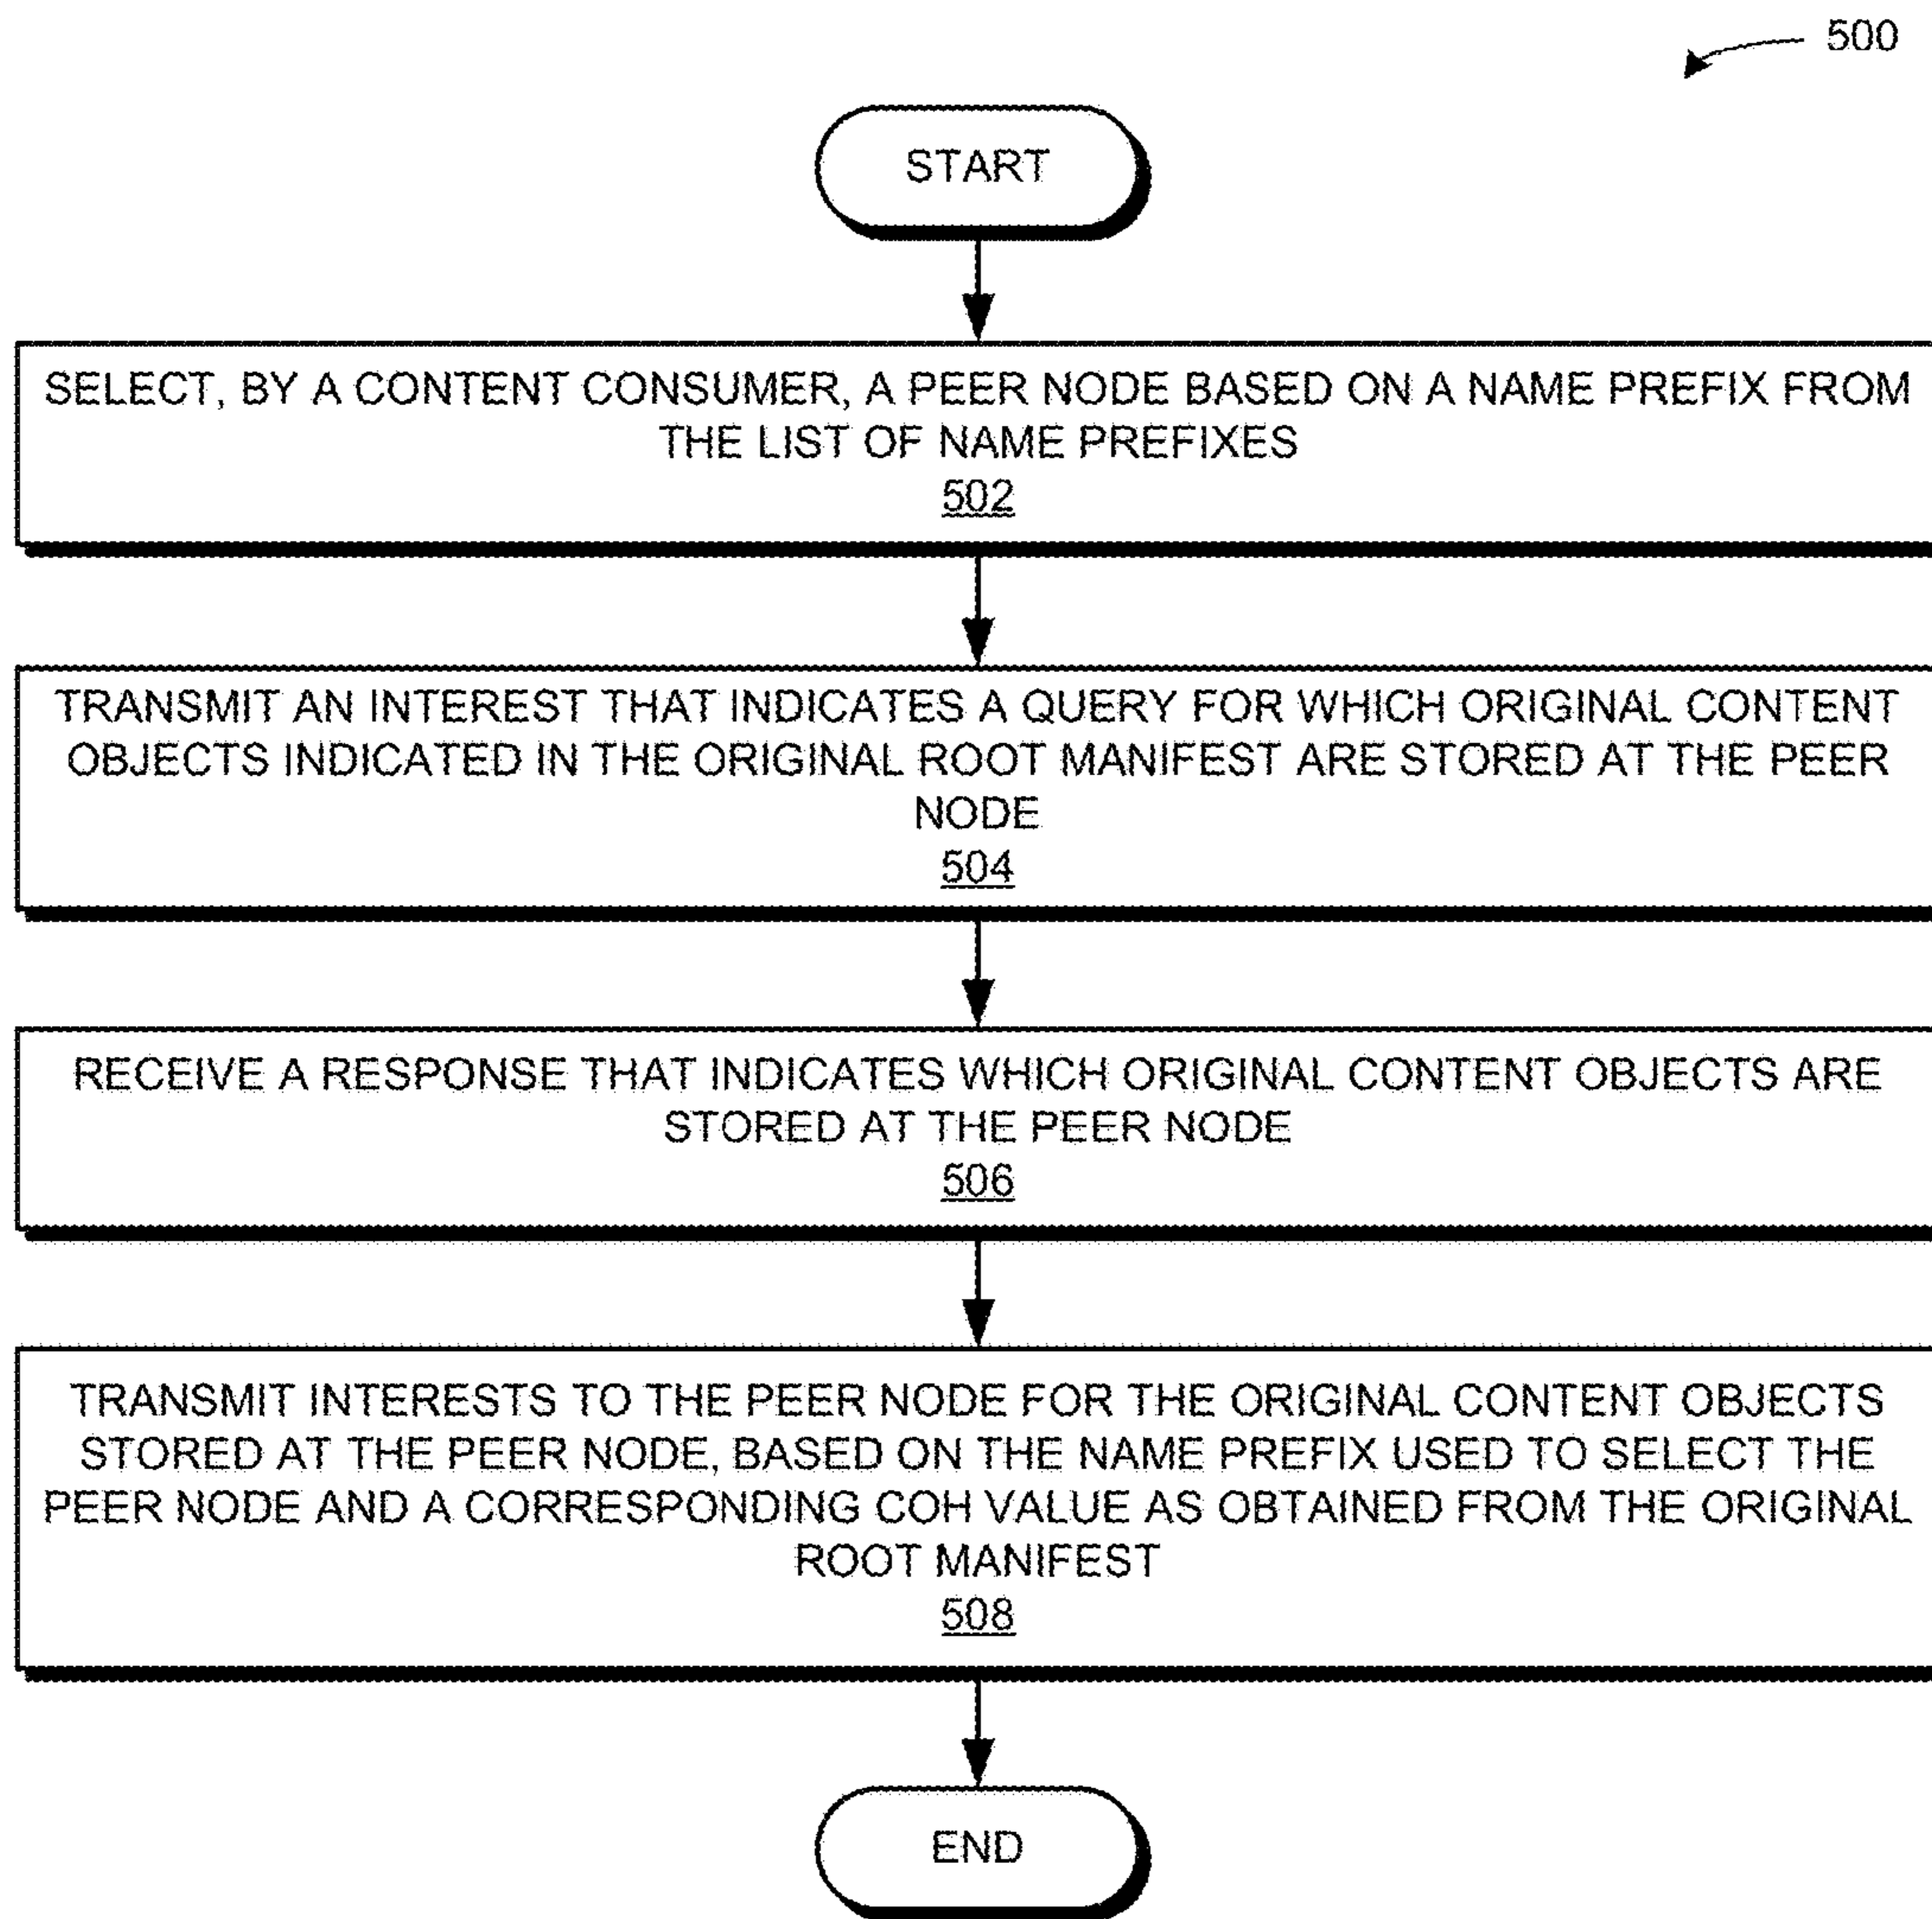 500
START
SELECT, BY A CONTENT CONSUMER, A PEER NODE BASED ON A NAME PREFIX FROM
THE LIST OF NAME PREFIXES
502
TRANSMIT AN INTEREST THAT INDICATES A QUERY FOR WHICH ORIGINAL CONTENT
OBJECTS INDICATED IN THE ORIGINAL ROOT MANIFEST ARE STORED AT THE PEER
NODE
504
RECEIVE A RESPONSE THAT INDICATES WHICH ORIGINAL CONTENT OBJECTS ARE
STORED AT THE PEER NODE
506
TRANSMIT INTERESTS TO THE PEER NODE FOR THE ORIGINAL CONTENT OBJECTS
STORED AT THE PEER NODE, BASED ON THE NAME PREFIX USED TO SELECT THE
PEER NODE AND A CORRESPONDING COH VALUE AS OBTAINED FROM THE ORIGINAL
ROOT MANIFEST
508
END